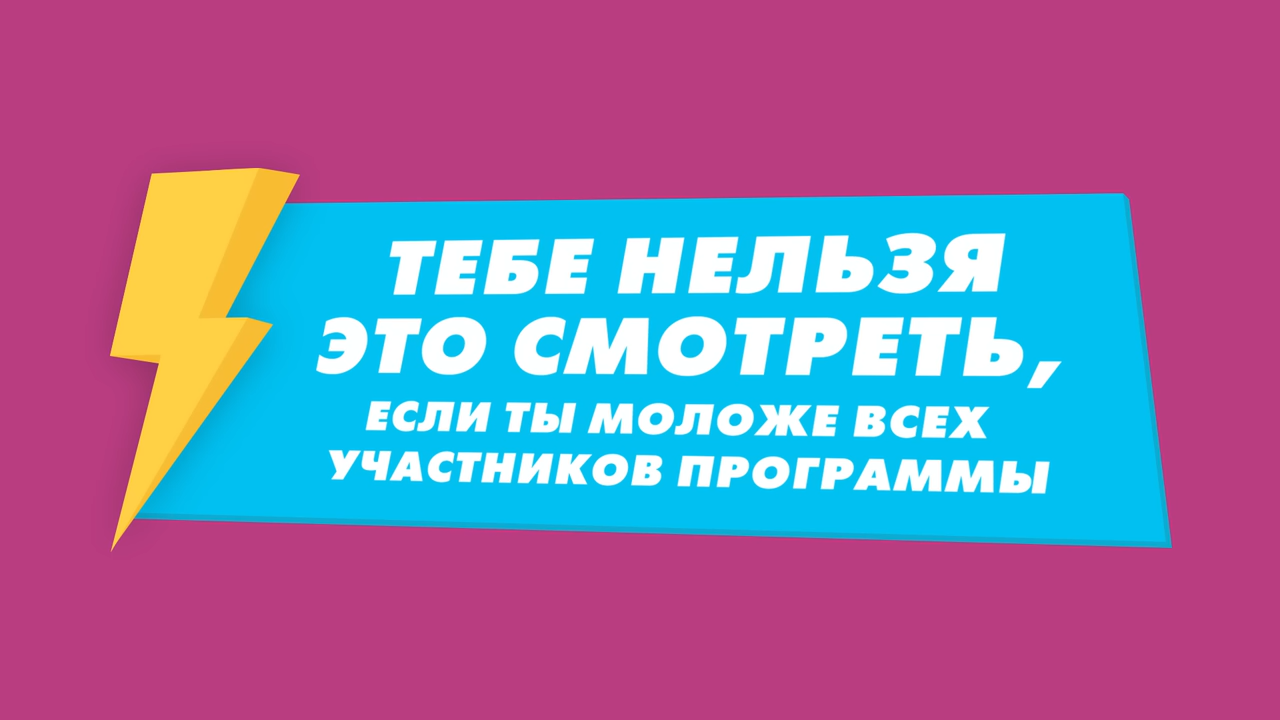 ТЕБЕ НЕЛЬЗЯ
ЭТО СМОТРЕТЬ,
ЕСЛИ ТЫ МОЛОЖЕ ВСЕХ
УЧАСТНИКОВ ПРОГРАММЫ